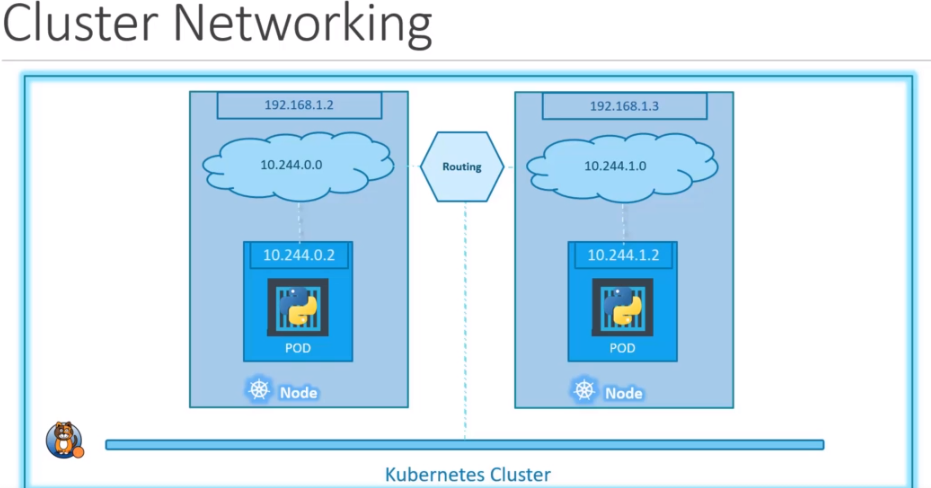 Cluster Networking
192.168.1.2
192.168.1.3
10.244.0.0
Routing
10.244.1.0
10.244.0.2
10.244.1.2
POD
POD
Node
Node
Kubernetes Cluster